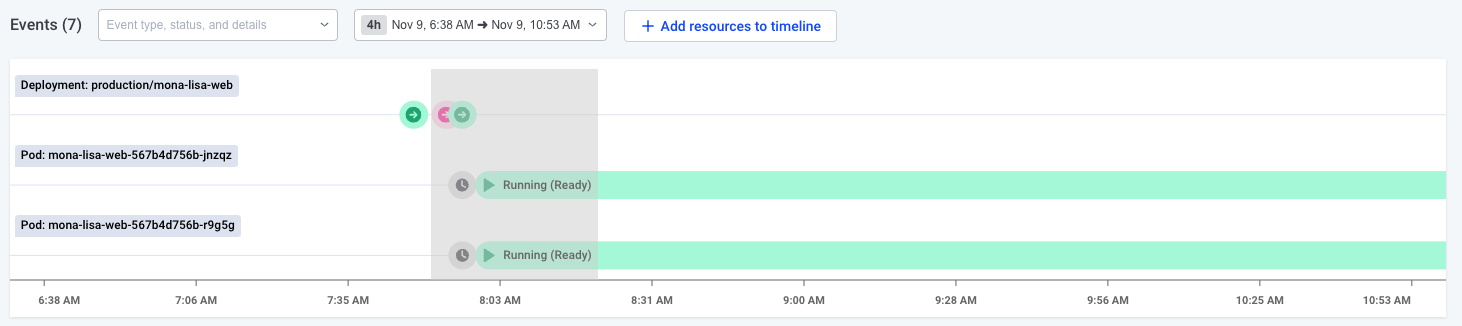 Events (7)
Event type, status, and details
4h Nov 9, 6:38 AM ➜ Nov 9, 10:53 AM
+ Add resources to timeline
Deployment: production/mona-lisa-web
Pod: mona-lisa-web-567b4d756b-jnzqz
Running (Ready)
Pod: mona-lisa-web-567b4d756b-r9g5g
Running (Ready)
6:38 AM 7:06 AM 7:35 AM 8:03 AM 8:31 AM 9:00 AM 9:28 AM 9:56 AM 10:25 AM 10:53 AM